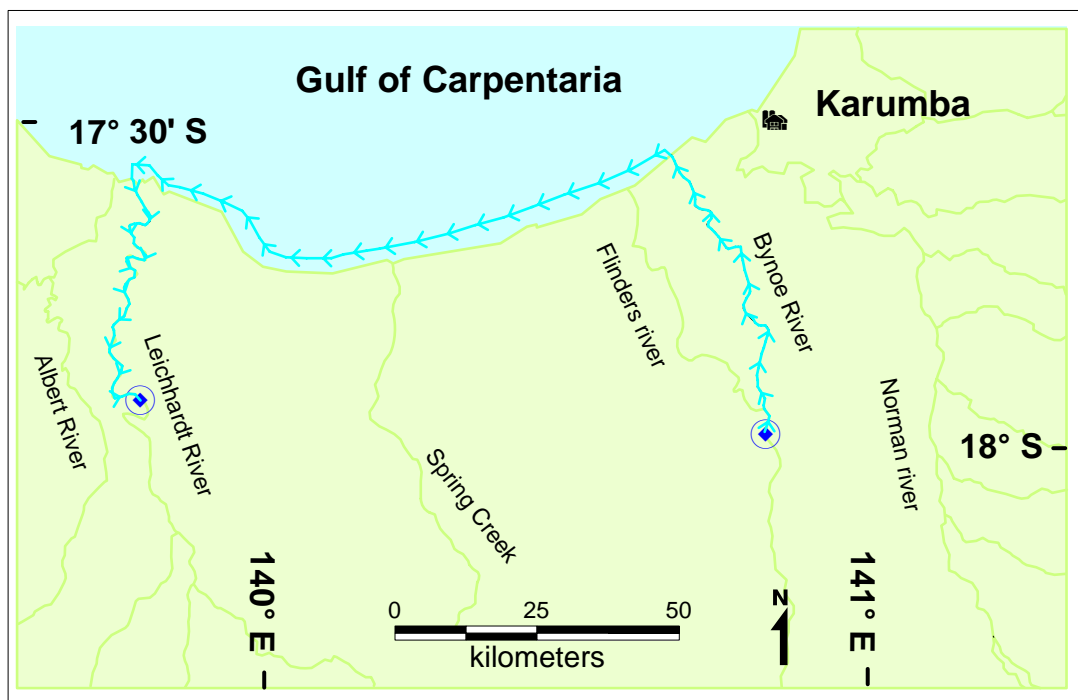 Gulf of Carpentaria
Karumba
17° 30' S
Bynoe River
Flinders river
Leichhardt River
Albert River
Norman river
18° S
Spring Creek
140° E
141° E
N
0 25 50
kilometers